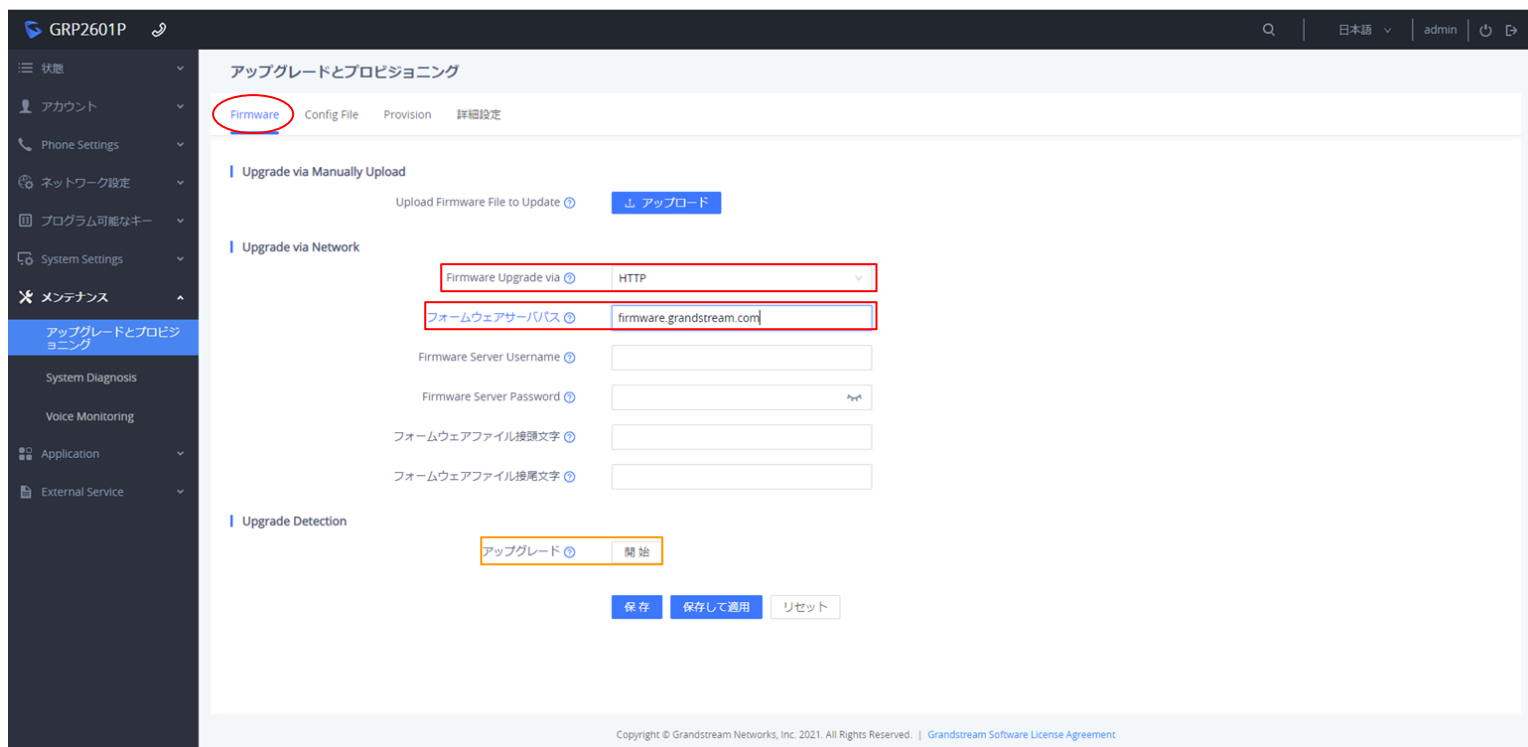 GRP2601P
日本語
admin
状態
アカウント
Phone Settings
ネットワーク設定
プログラム可能なキー
System Settings
メンテナンス
アップグレードとプロビジ
ョニング
System Diagnosis
Voice Monitoring
Application
External Service
アップグレードとプロビジョニング
Firmware Config File Provision 詳細設定
Upgrade via Manually Upload
Upload Firmware File to Update アップロード
Upgrade via Network
Firmware Upgrade via HTTP
フォームウェアサーバパス firmware.grandstream.com
Firmware Server Username
Firmware Server Password
フォームウェアファイル接頭文字
フォームウェアファイル接尾文字
Upgrade Detection
アップグレード 開始
保存 保存して適用 リセット
Copyright © Grandstream Networks, Inc. 2021. All Rights Reserved. | Grandstream Software License Agreement